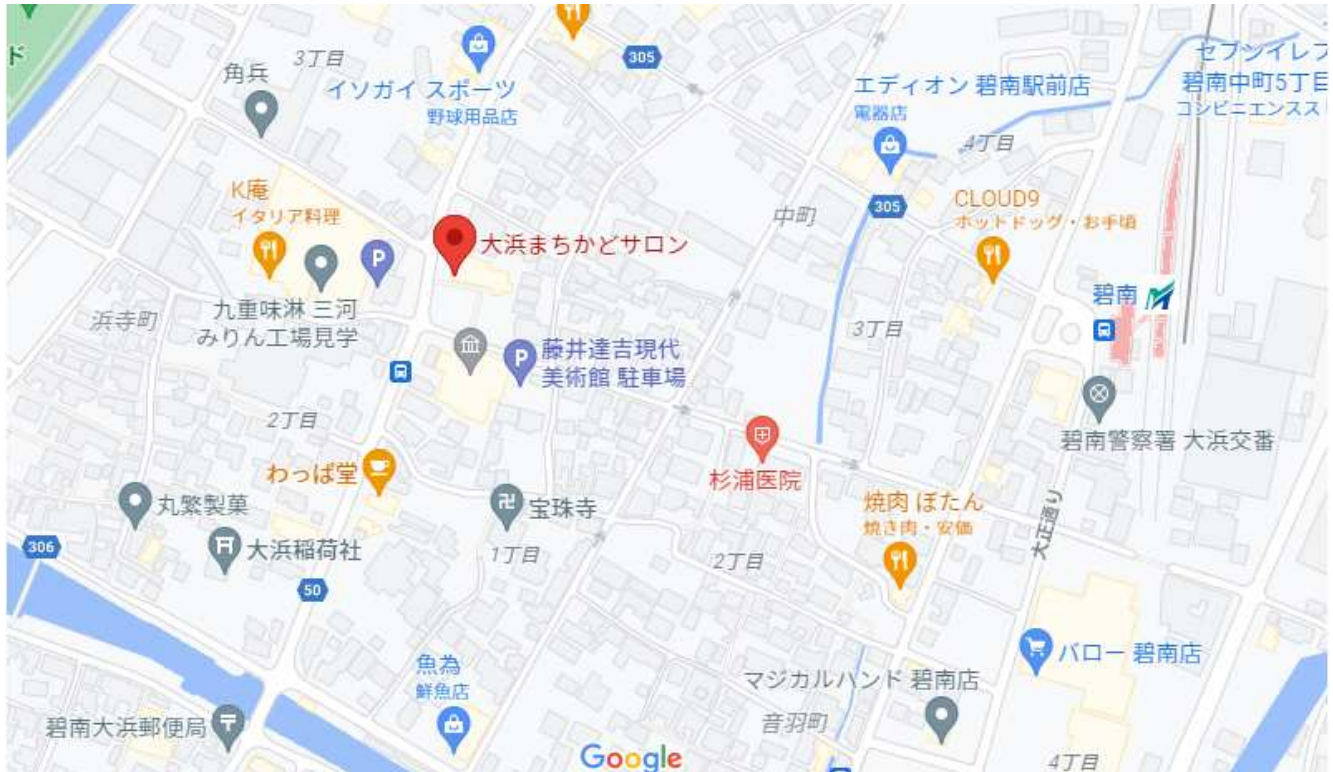 ド
3丁目
角兵
イソガイ スポーツ
野球用品店
305
エディオン 碧南駅前店
電器店
セブンイレブ
碧南中町5丁目
コンビニエンスス
4丁目
K庵
イタリア料理
中町
305
CLOUD9
ホットドッグ・お手頃
P
大浜まちかどサロン
碧南
九重味淋 三河
みりん工場見学
浜寺町
3丁目
P
藤井達吉現代
美術館 駐車場
2丁目
碧南警察署 大浜交番
わっぱ堂
杉浦医院
丸繁製菓
宝珠寺
焼肉 ぼたん
焼き肉・安価
大正通り
306
大浜稲荷社
1丁目
2丁目
50
魚為
鮮魚店
バロー 碧南店
マジカルハンド 碧南店
碧南大浜郵便局
音羽町
Google
4丁目